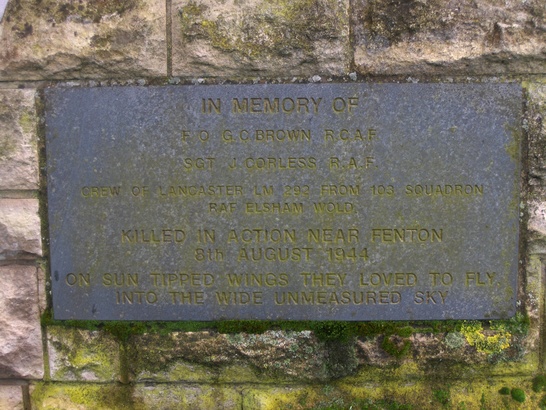 IN MEMORY OF
F/O G.C. BROWN R.C.A.F.
SGT J. CORLESS R.A.F.
CREW OF LANCASTER LM 293 FROM 103 SQUADRON
RAF ELSHAM WOLD.
KILLED IN ACTION NEAR FENTON
8th AUGUST 1944
ON SUN TIPPED WINGS THEY LOVED TO FLY
INTO THE WIDE UNMEASURED SKY